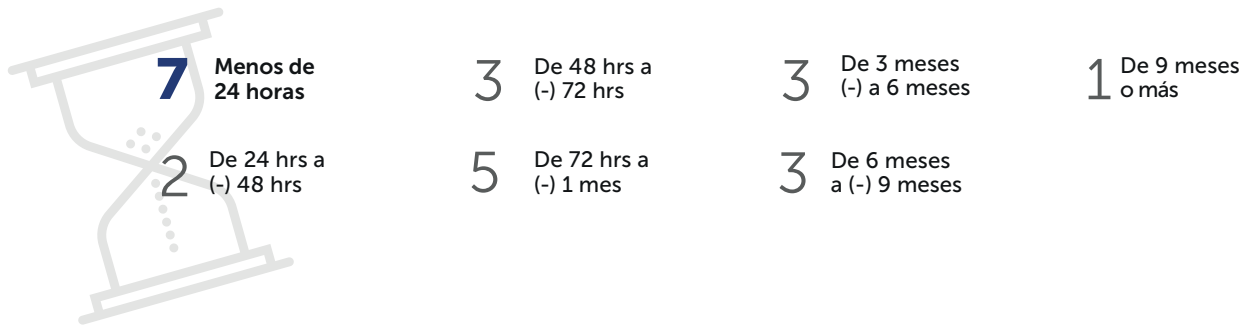 7 Menos de
24 horas
2 De 24 hrs a
(-) 48 hrs
3 De 48 hrs a
(-) 72 hrs
5 De 72 hrs a
(-) 1 mes
3 De 3 meses
(-) a 6 meses
3 De 6 meses
a (-) 9 meses
1 De 9 meses
o más